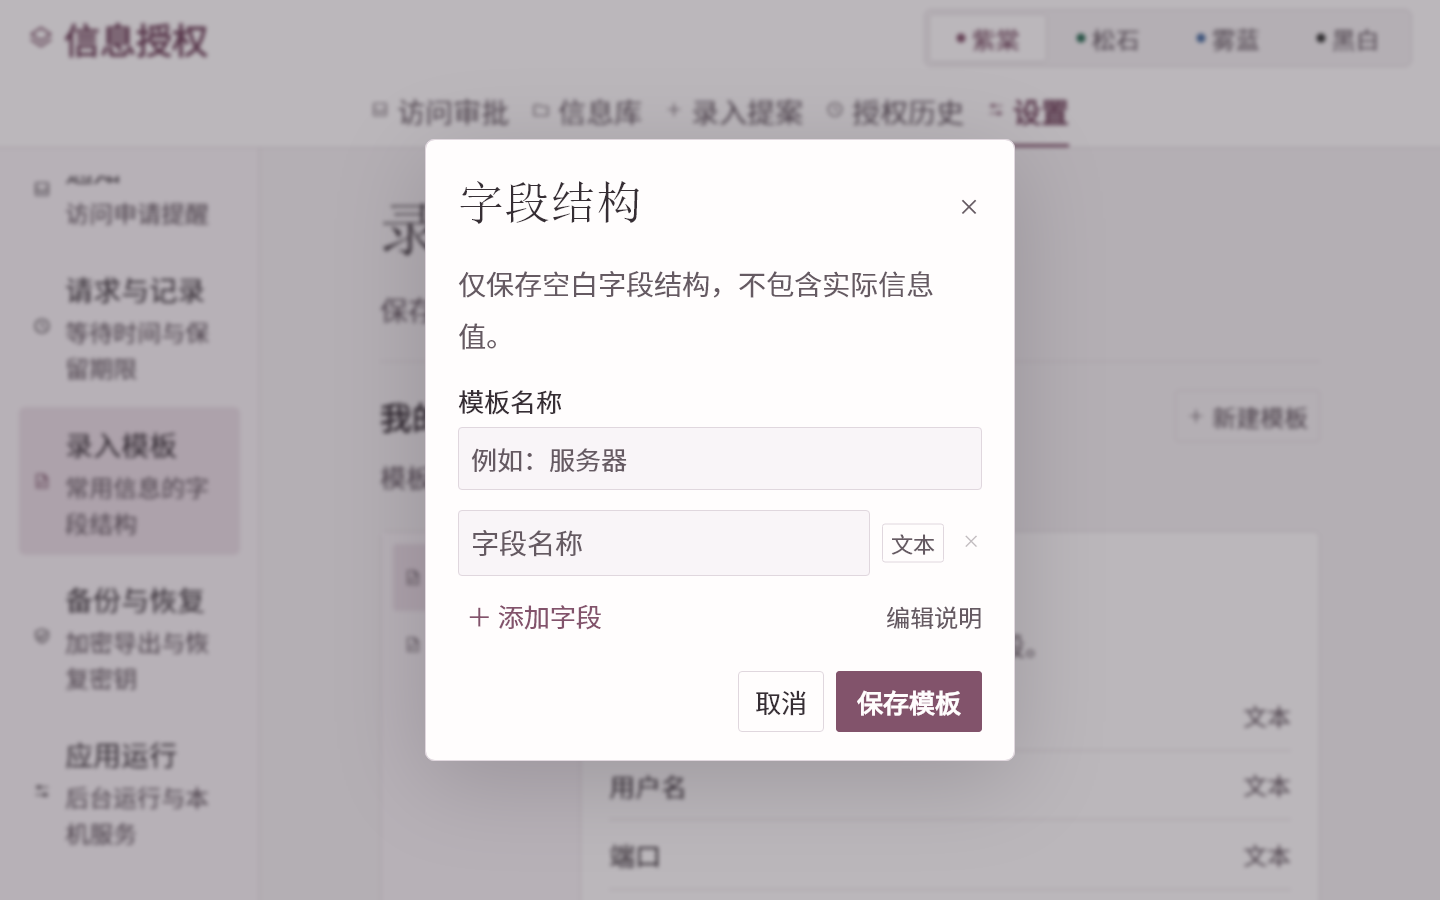 信息授权
紫棠
松石
雾蓝
黑白
访问审批
信息库
录入提案
授权历史
设置
访问申请提醒
请求与记录
等待时间与保
留期限
录入模板
常用信息的字
段结构
备份与恢复
加密导出与恢
复密钥
应用运行
后台运行与本
机服务
录
保存
我的
新建模板
模板
字段结构
仅保存空白字段结构，不包含实际信息
值。
模板名称
例如：服务器
字段名称
文本
添加字段
编辑说明
取消
保存模板
文本
用户名
文本
端口
文本